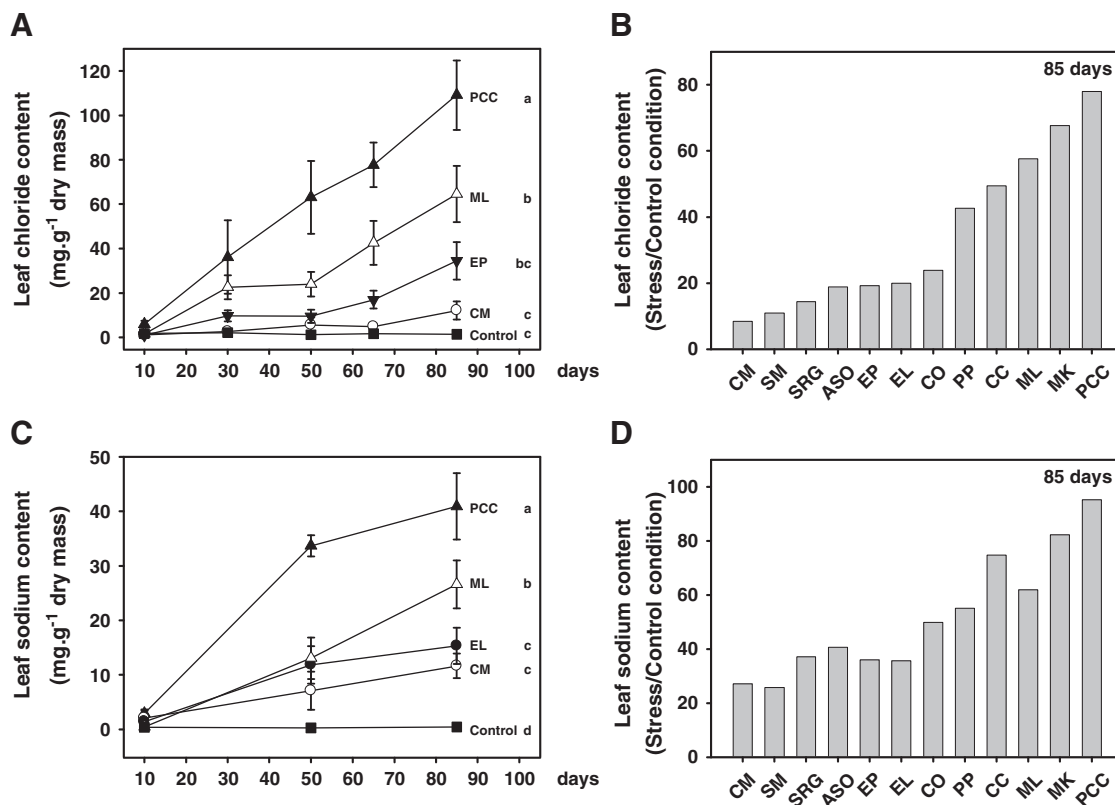 A
Leaf chloride content
(mg.g⁻¹ dry mass)
120
100
80
60
40
20
0
PCC a
ML b
EP bc
CM c
Control c
10 20 30 40 50 60 70 80 90 100 days
B
Leaf chloride content
(Stress/Control condition)
85 days
80
60
40
20
0
CM SM SRG ASO EP EL CO PP CC ML MK PCC
C
Leaf sodium content
(mg.g⁻¹ dry mass)
50
40
30
20
10
0
PCC a
ML b
EL c
CM c
Control d
10 20 30 40 50 60 70 80 90 100 days
D
Leaf sodium content
(Stress/Control condition)
85 days
100
80
60
40
20
0
CM SM SRG ASO EP EL CO PP CC ML MK PCC